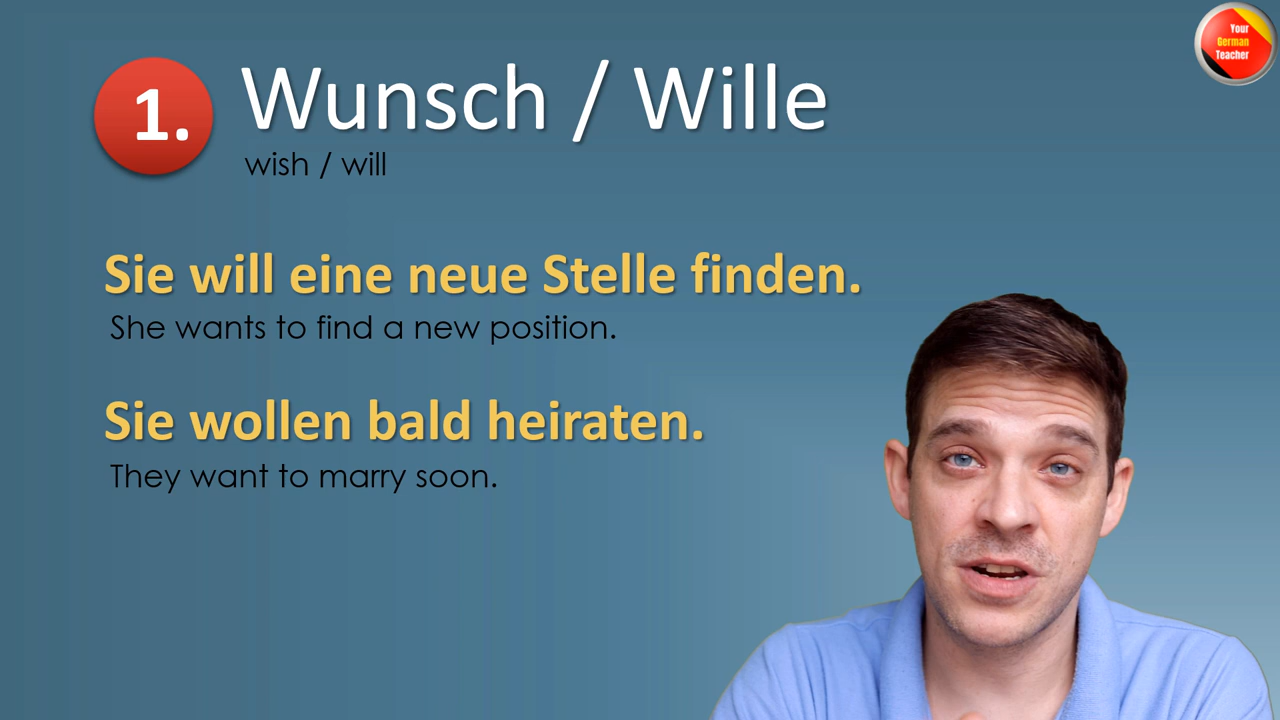 Your
German
Teacher
1. Wunsch / Wille
wish / will
Sie will eine neue Stelle finden.
She wants to find a new position.
Sie wollen bald heiraten.
They want to marry soon.